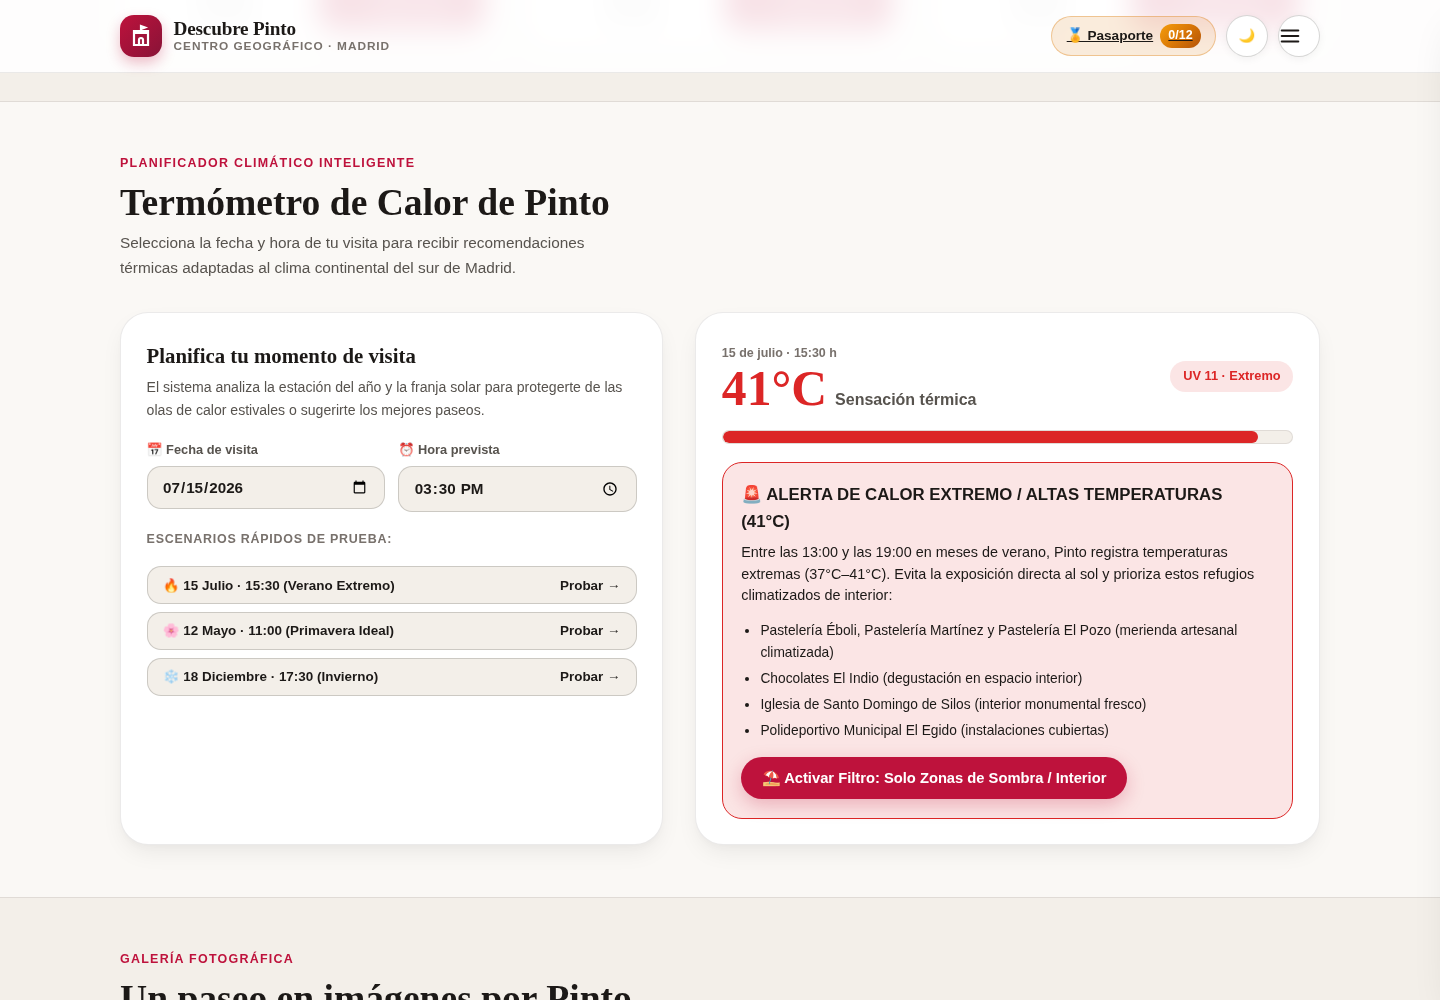 Descubre Pinto
CENTRO GEOGRÁFICO · MADRID
🏅 Pasaporte 0/12
🌙
PLANIFICADOR CLIMÁTICO INTELIGENTE
Termómetro de Calor de Pinto
Selecciona la fecha y hora de tu visita para recibir recomendaciones
térmicas adaptadas al clima continental del sur de Madrid.
Planifica tu momento de visita
El sistema analiza la estación del año y la franja solar para protegerte de las
olas de calor estivales o sugerirte los mejores paseos.
📅 Fecha de visita
⏰ Hora prevista
07/15/2026
03:30 PM
ESCENARIOS RÁPIDOS DE PRUEBA:
🔥 15 Julio · 15:30 (Verano Extremo) Probar →
🌸 12 Mayo · 11:00 (Primavera Ideal) Probar →
❄️ 18 Diciembre · 17:30 (Invierno) Probar →
15 de julio · 15:30 h
41°C Sensación térmica
UV 11 · Extremo
🚨 ALERTA DE CALOR EXTREMO / ALTAS TEMPERATURAS
(41°C)
Entre las 13:00 y las 19:00 en meses de verano, Pinto registra temperaturas
extremas (37°C–41°C). Evita la exposición directa al sol y prioriza estos refugios
climatizados de interior:
• Pastelería Éboli, Pastelería Martínez y Pastelería El Pozo (merienda artesanal
climatizada)
• Chocolates El Indio (degustación en espacio interior)
• Iglesia de Santo Domingo de Silos (interior monumental fresco)
• Polideportivo Municipal El Egido (instalaciones cubiertas)
⛱️ Activar Filtro: Solo Zonas de Sombra / Interior
GALERÍA FOTOGRÁFICA
Un paseo en imágenes por Pinto